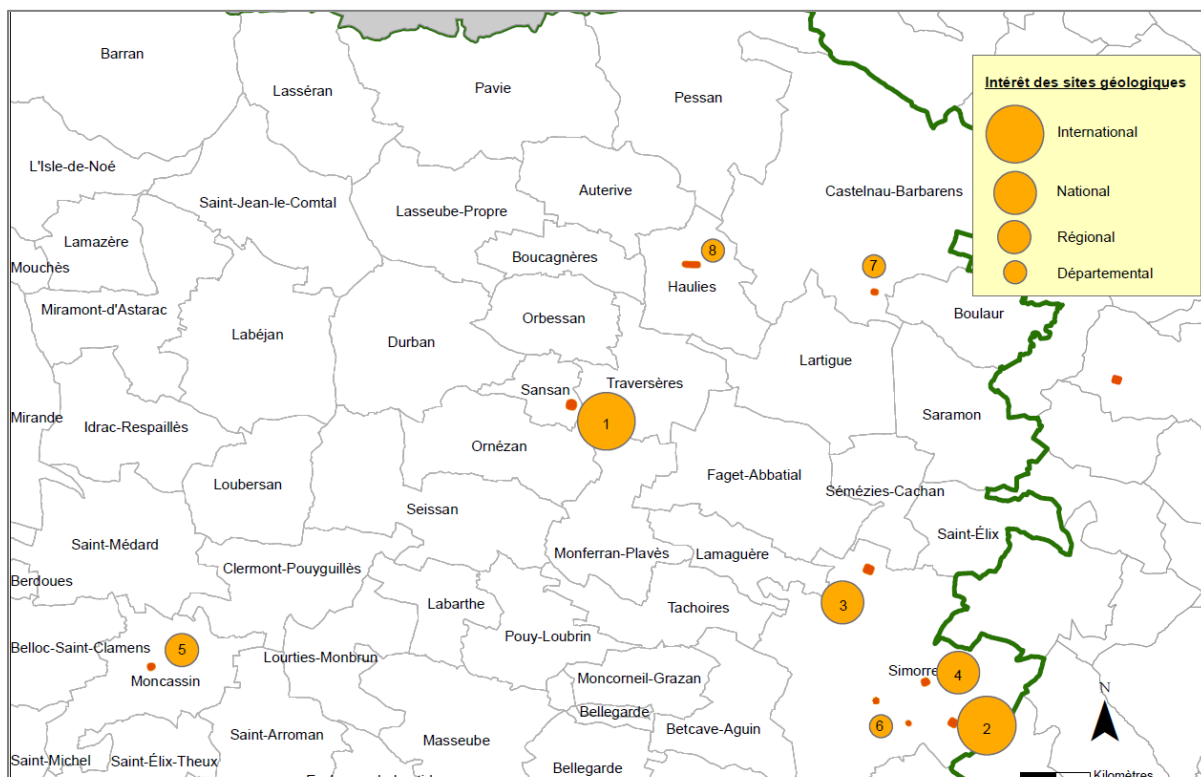 Barran
Lasséran
Pavie
Pessan
Intérêt des sites géologiques
International
National
Régional
Départemental
L'Isle-de-Noé
Saint-Jean-le-Comtal
Lasseube-Propre
Auterive
Castelnau-Barbarens
Lamazère
Mouchès
Boucagnères
8
7
Haulies
Miramont-d'Astarac
Labéjan
Durban
Orbessan
Boulaur
Lartigue
Sansan
Traversères
1
Mirande
Idrac-Respaillès
Ornézan
Saramon
Loubersan
Faget-Abbatial
Sémézies-Cachan
Seissan
Saint-Médard
Monferran-Plavès
Lamaguère
Saint-Élix
Berdoues
Clermont-Pouyguillès
Labarthe
Tachoires
3
Pouy-Loubrin
Belloc-Saint-Clamens
5
Lourties-Monbrun
Moncassin
Moncorneil-Grazan
Simorre
4
N
Bellegarde
Saint-Arroman
Masseube
Betcave-Aguin
6
2
Saint-Michel
Saint-Élix-Theux
Bellegarde
Kilomètres